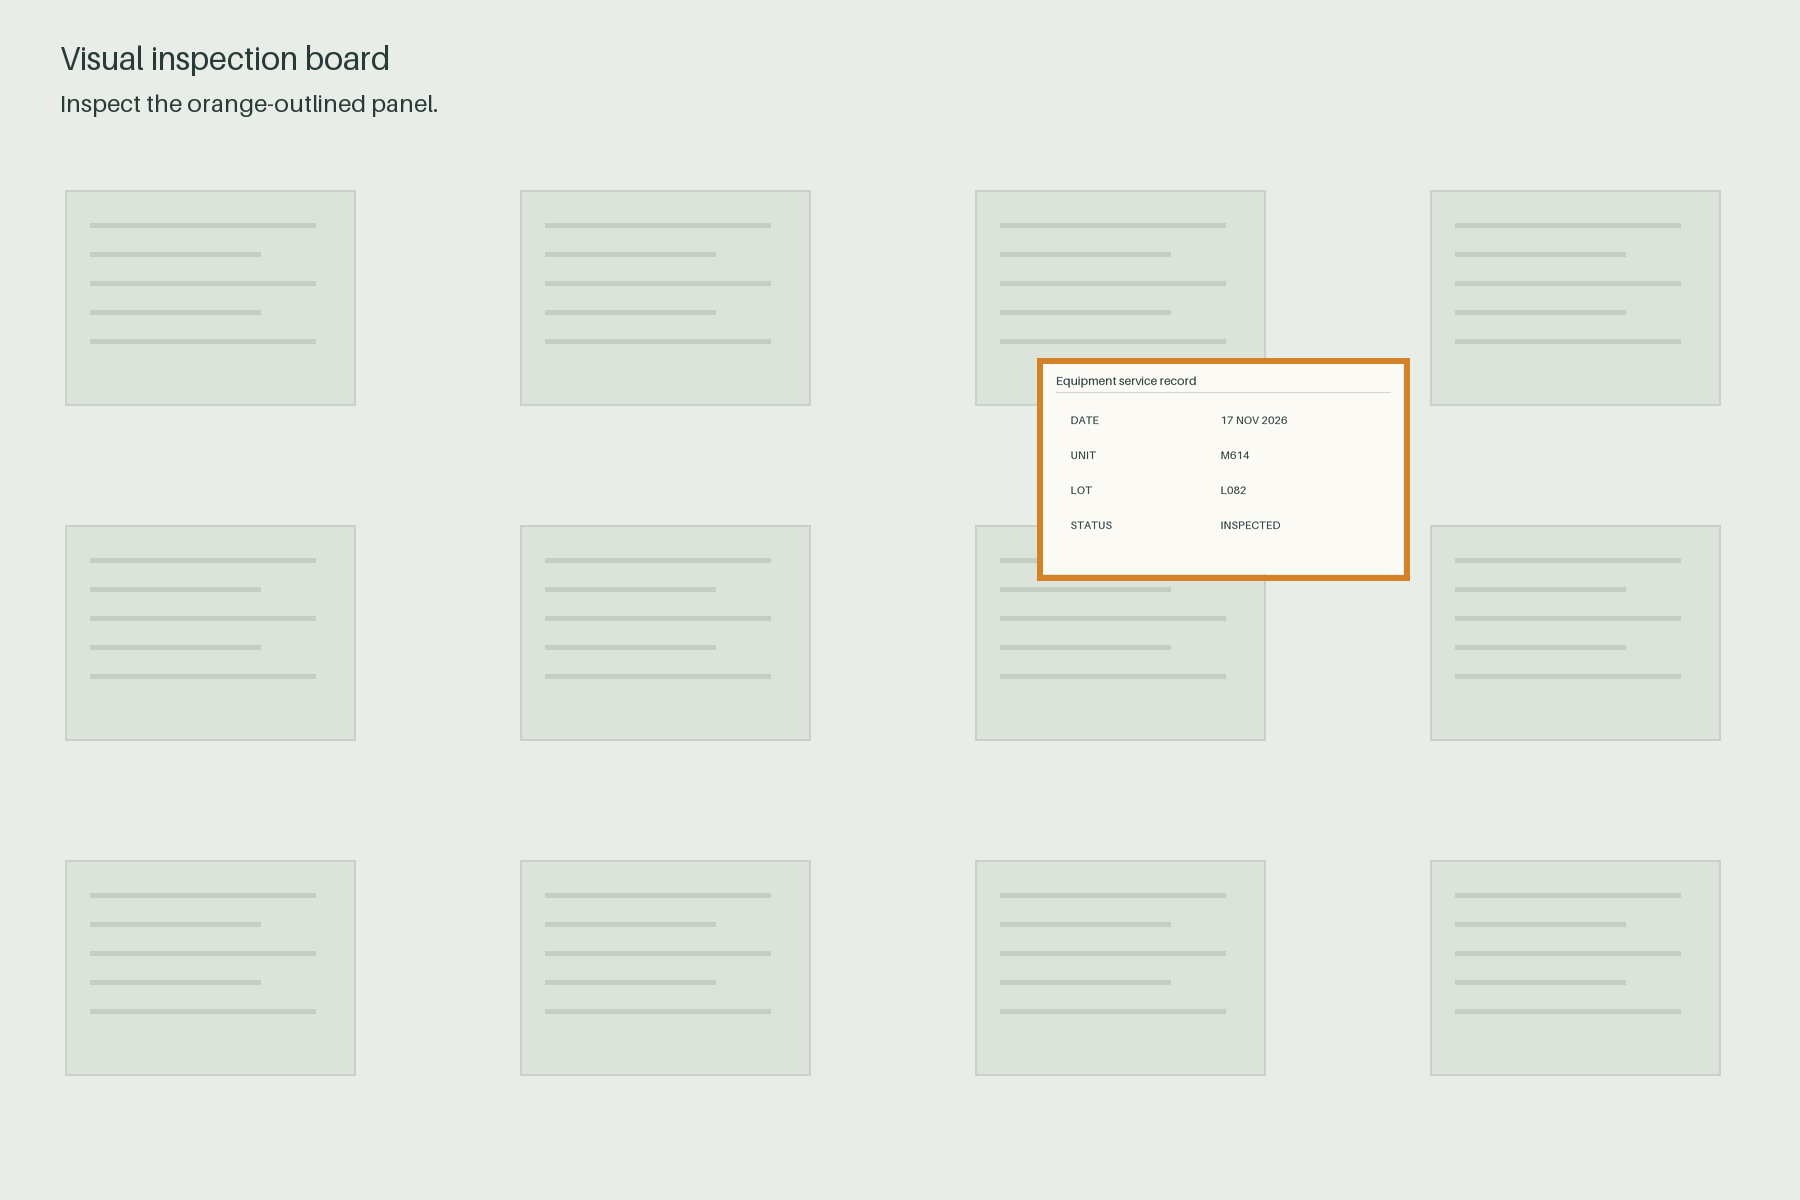 Visual inspection board
Inspect the orange-outlined panel.
Equipment service record
DATE 17 NOV 2026
UNIT M614
LOT L082
STATUS INSPECTED